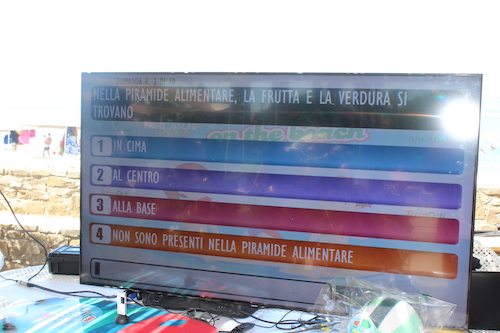 NELLA PIRAMIDE ALIMENTARE, LA FRUTTA E LA VERDURA SI
TROVANO
on the beach
1 IN CIMA
2 AL CENTRO
3 ALLA BASE
4 NON SONO PRESENTI NELLA PIRAMIDE ALIMENTARE